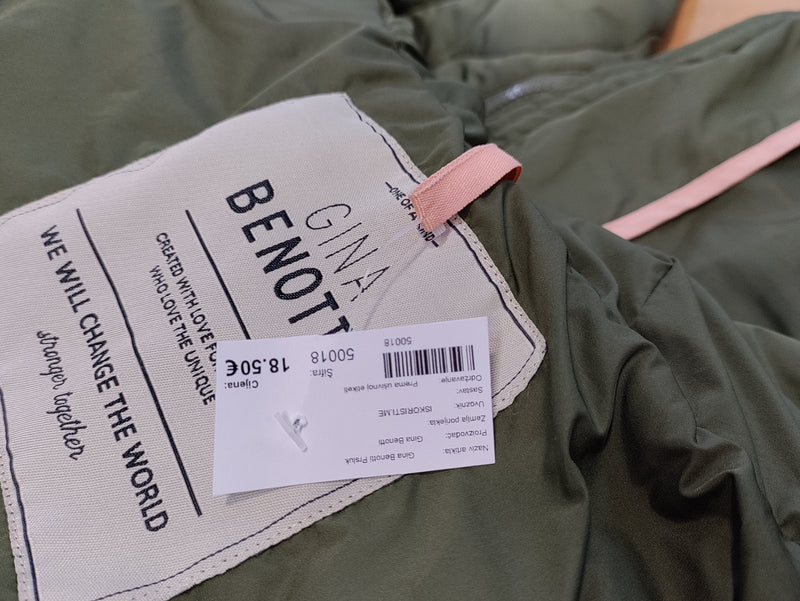 —ONE OF A KIND—
GINA
BENOTT
CREATED WITH LOVE FO
WHO LOVE THE UNIQUE
WE WILL CHANGE THE WORLD
stronger together
Naziv artikla: Gina Benotti Prsluk
Proizvođač: Gina Benotti
Zemlja porijekla
Uvoznik: ISKORISTI.ME
Sastav:
Održavanje: Prema ušivnoj etiketi
50018
Šifra: 50018
Cijena: 18.50€